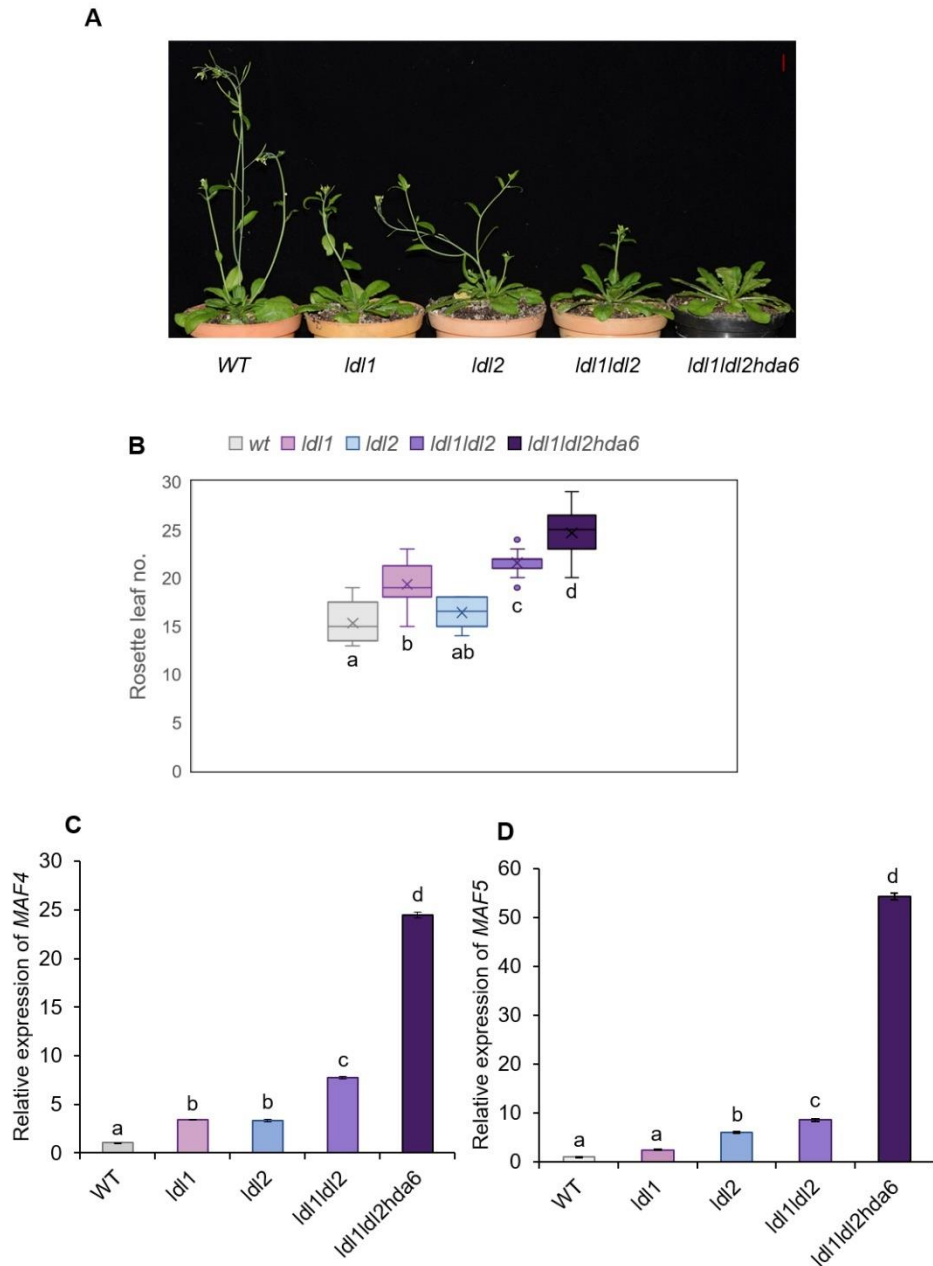 A
WT ldl1 ldl2 ldl1ldl2 ldl1ldl2hda6
B
wt ldl1 ldl2 ldl1ldl2 ldl1ldl2hda6
Rosette leaf no.
30
25
20
15
10
5
0
a b ab c d
C
Relative expression of MAF4
30
25
20
15
10
5
0
a b b c d
WT ldl1 ldl2 ldl1ldl2 ldl1ldl2hda6
D
Relative expression of MAF5
60
50
40
30
20
10
0
a a b c d
WT ldl1 ldl2 ldl1ldl2 ldl1ldl2hda6